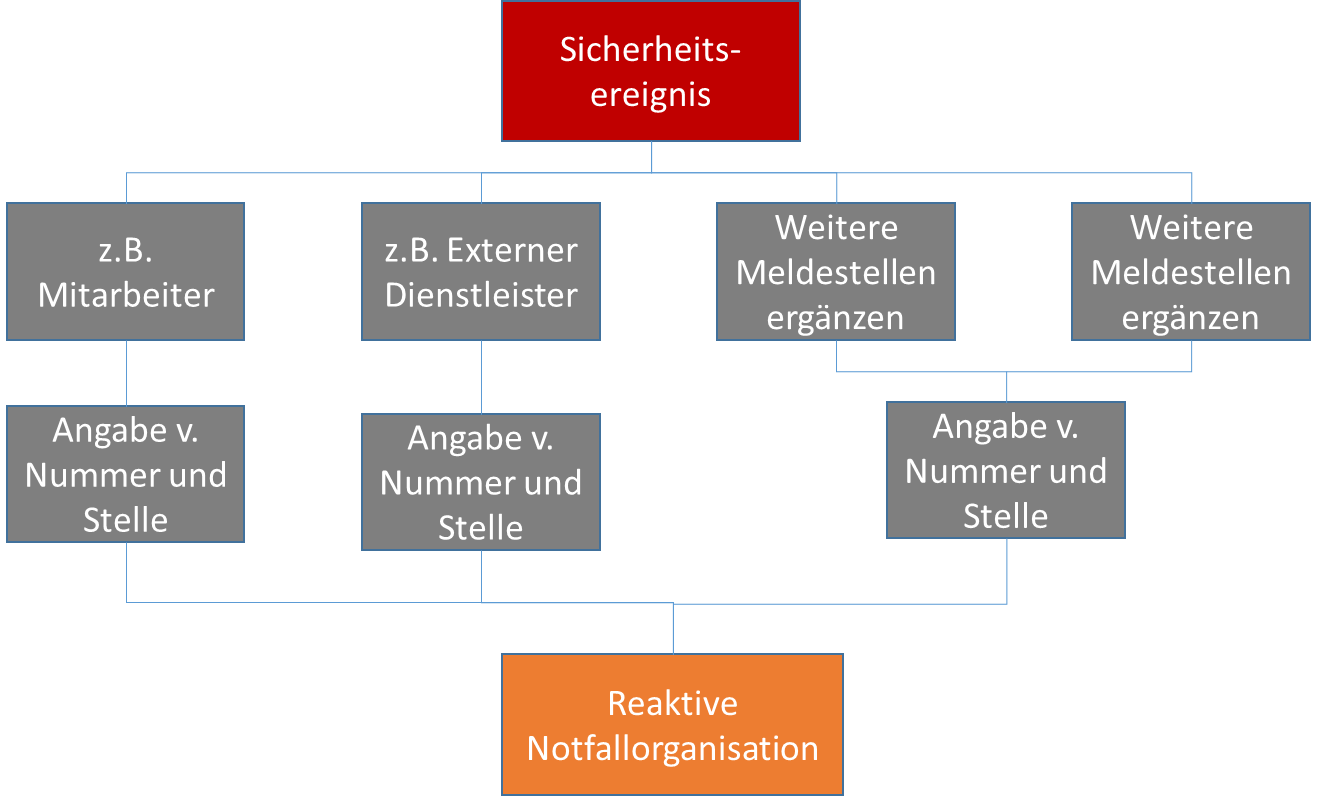 Sicherheits-
ereignis
z.B.
Mitarbeiter
z.B. Externer
Dienstleister
Weitere
Meldestellen
ergänzen
Weitere
Meldestellen
ergänzen
Angabe v.
Nummer und
Stelle
Angabe v.
Nummer und
Stelle
Angabe v.
Nummer und
Stelle
Reaktive
Notfallorganisation